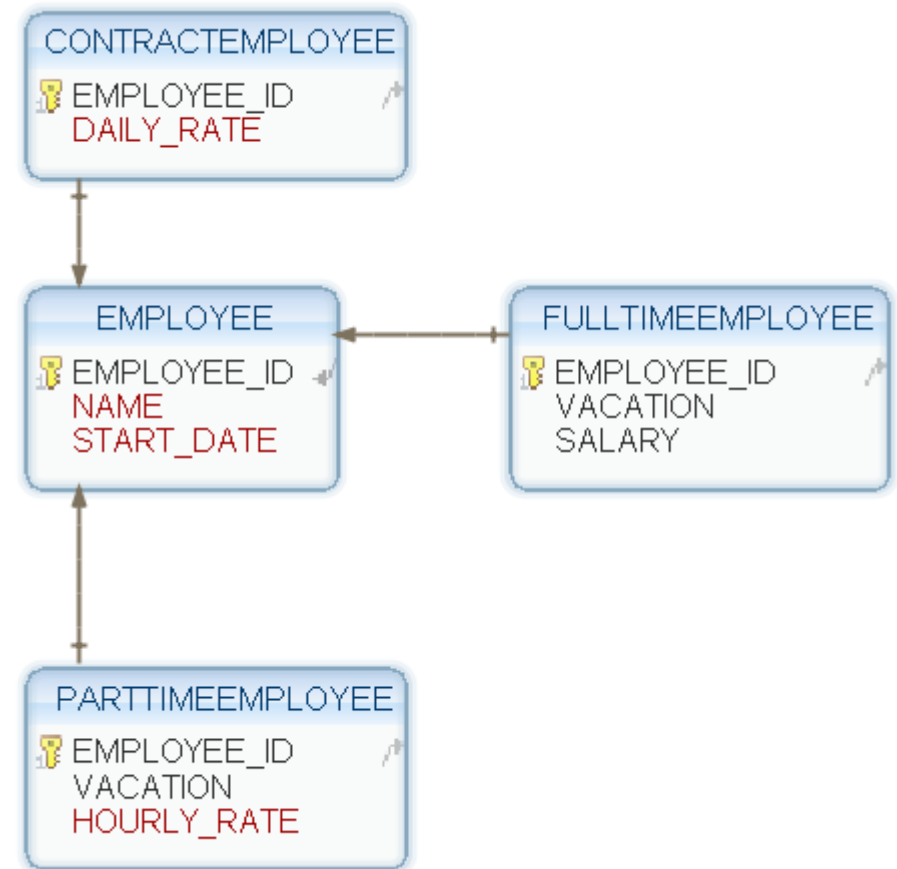 CONTRACTEMPLOYEE
EMPLOYEE_ID
DAILY_RATE
EMPLOYEE
EMPLOYEE_ID
NAME
START_DATE
FULLTIMEEMPLOYEE
EMPLOYEE_ID
VACATION
SALARY
PARTTIMEEMPLOYEE
EMPLOYEE_ID
VACATION
HOURLY_RATE